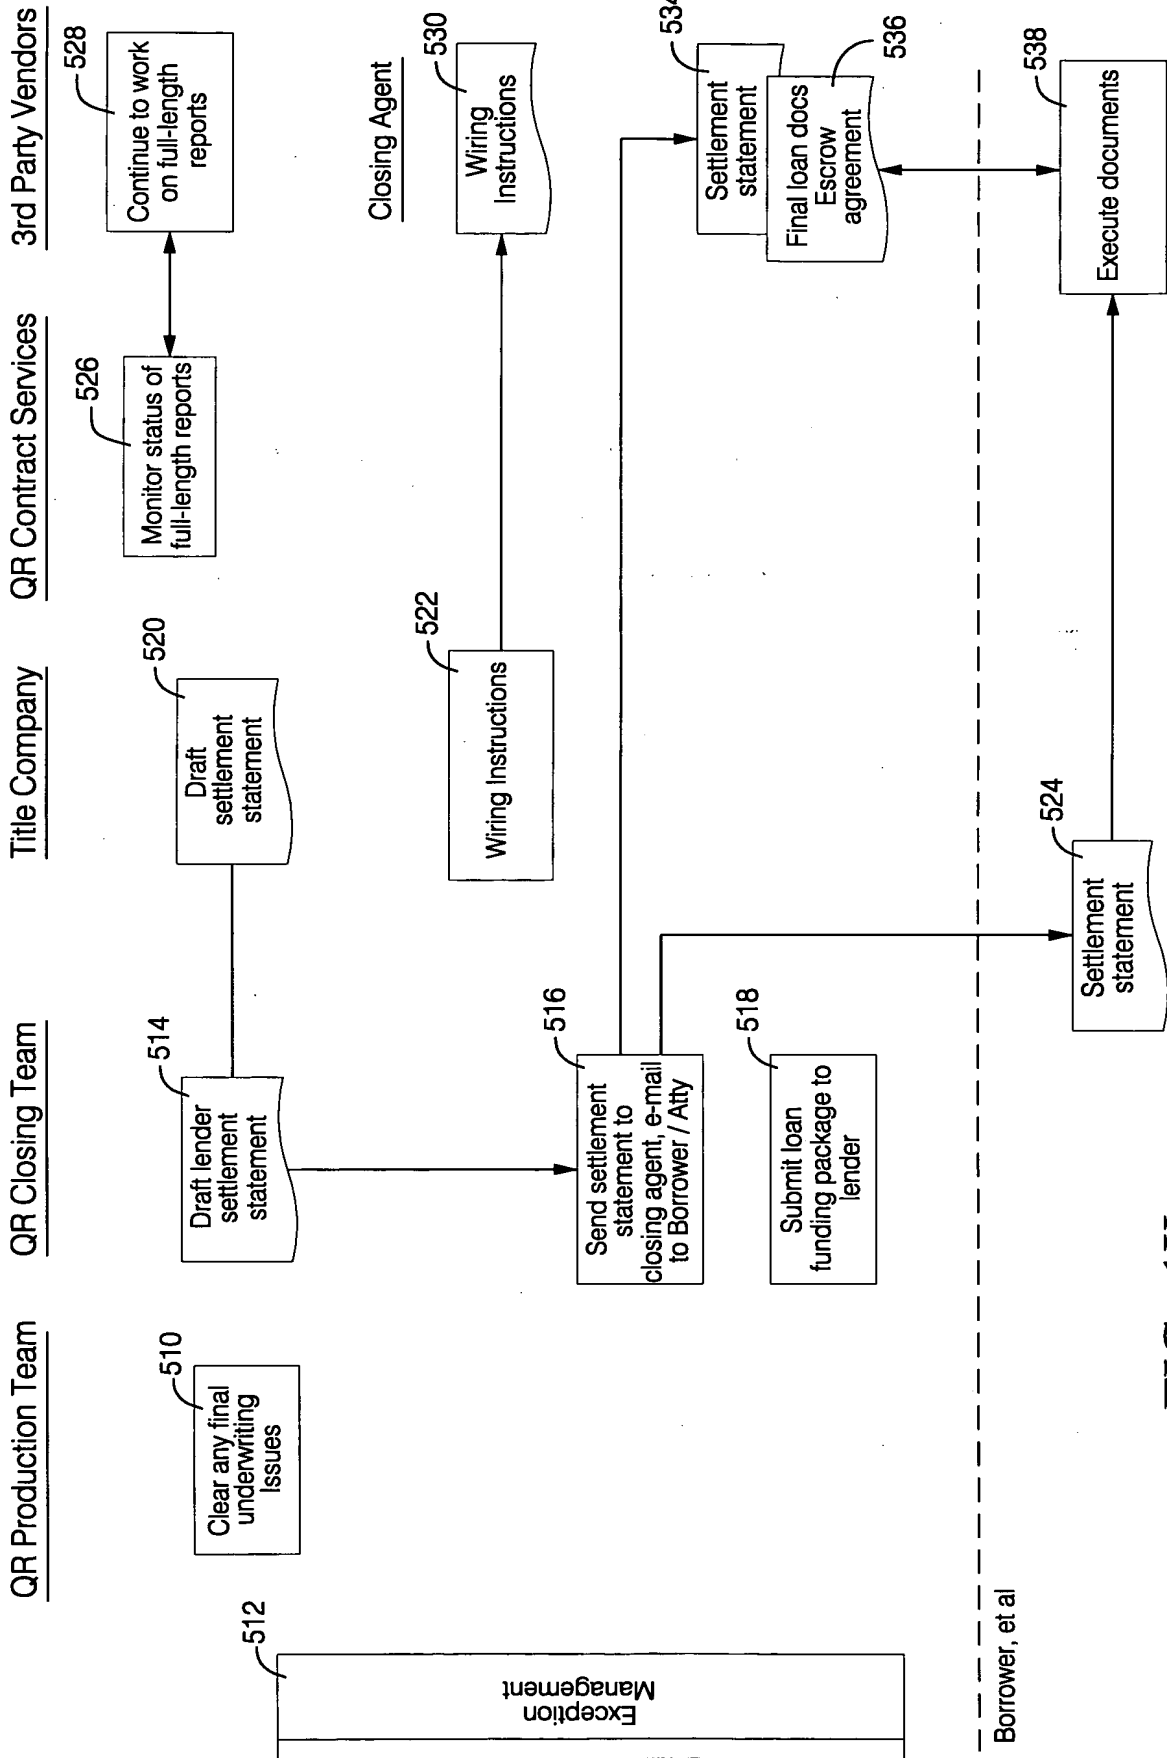 QR Production Team
QR Closing Team
Title Company
QR Contract Services
3rd Party Vendors
512
Exception
Management
510
Clear any final
underwriting
Issues
514
Draft lender
settlement
statement
520
Draft
settlement
statement
526
Monitor status of
full-length reports
528
Continue to work
on full-length
reports
Closing Agent
522
Wiring Instructions
530
Wiring
Instructions
516
Send settlement
statement to
closing agent, e-mail
to Borrower / Atty
534
Settlement
statement
536
Final loan docs
Escrow
agreement
518
Submit loan
funding package to
lender
Borrower, et al
524
Settlement
statement
538
Execute documents